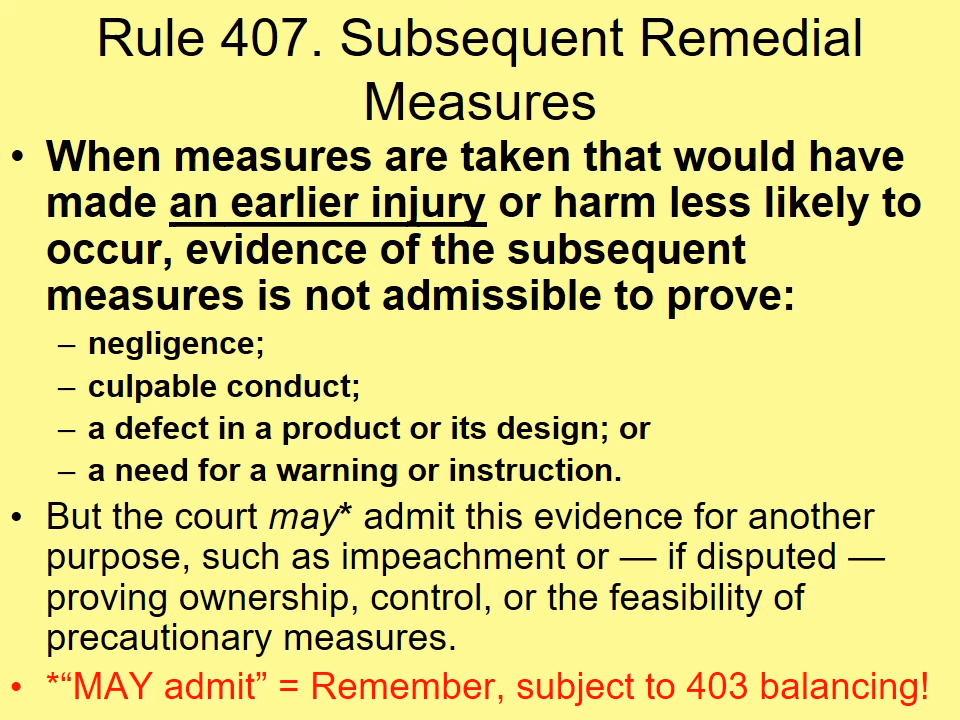 Rule 407. Subsequent Remedial
Measures
• When measures are taken that would have
made an earlier injury or harm less likely to
occur, evidence of the subsequent
measures is not admissible to prove:
– negligence;
– culpable conduct;
– a defect in a product or its design; or
– a need for a warning or instruction.
• But the court may* admit this evidence for another
purpose, such as impeachment or — if disputed —
proving ownership, control, or the feasibility of
precautionary measures.
• *“MAY admit” = Remember, subject to 403 balancing!